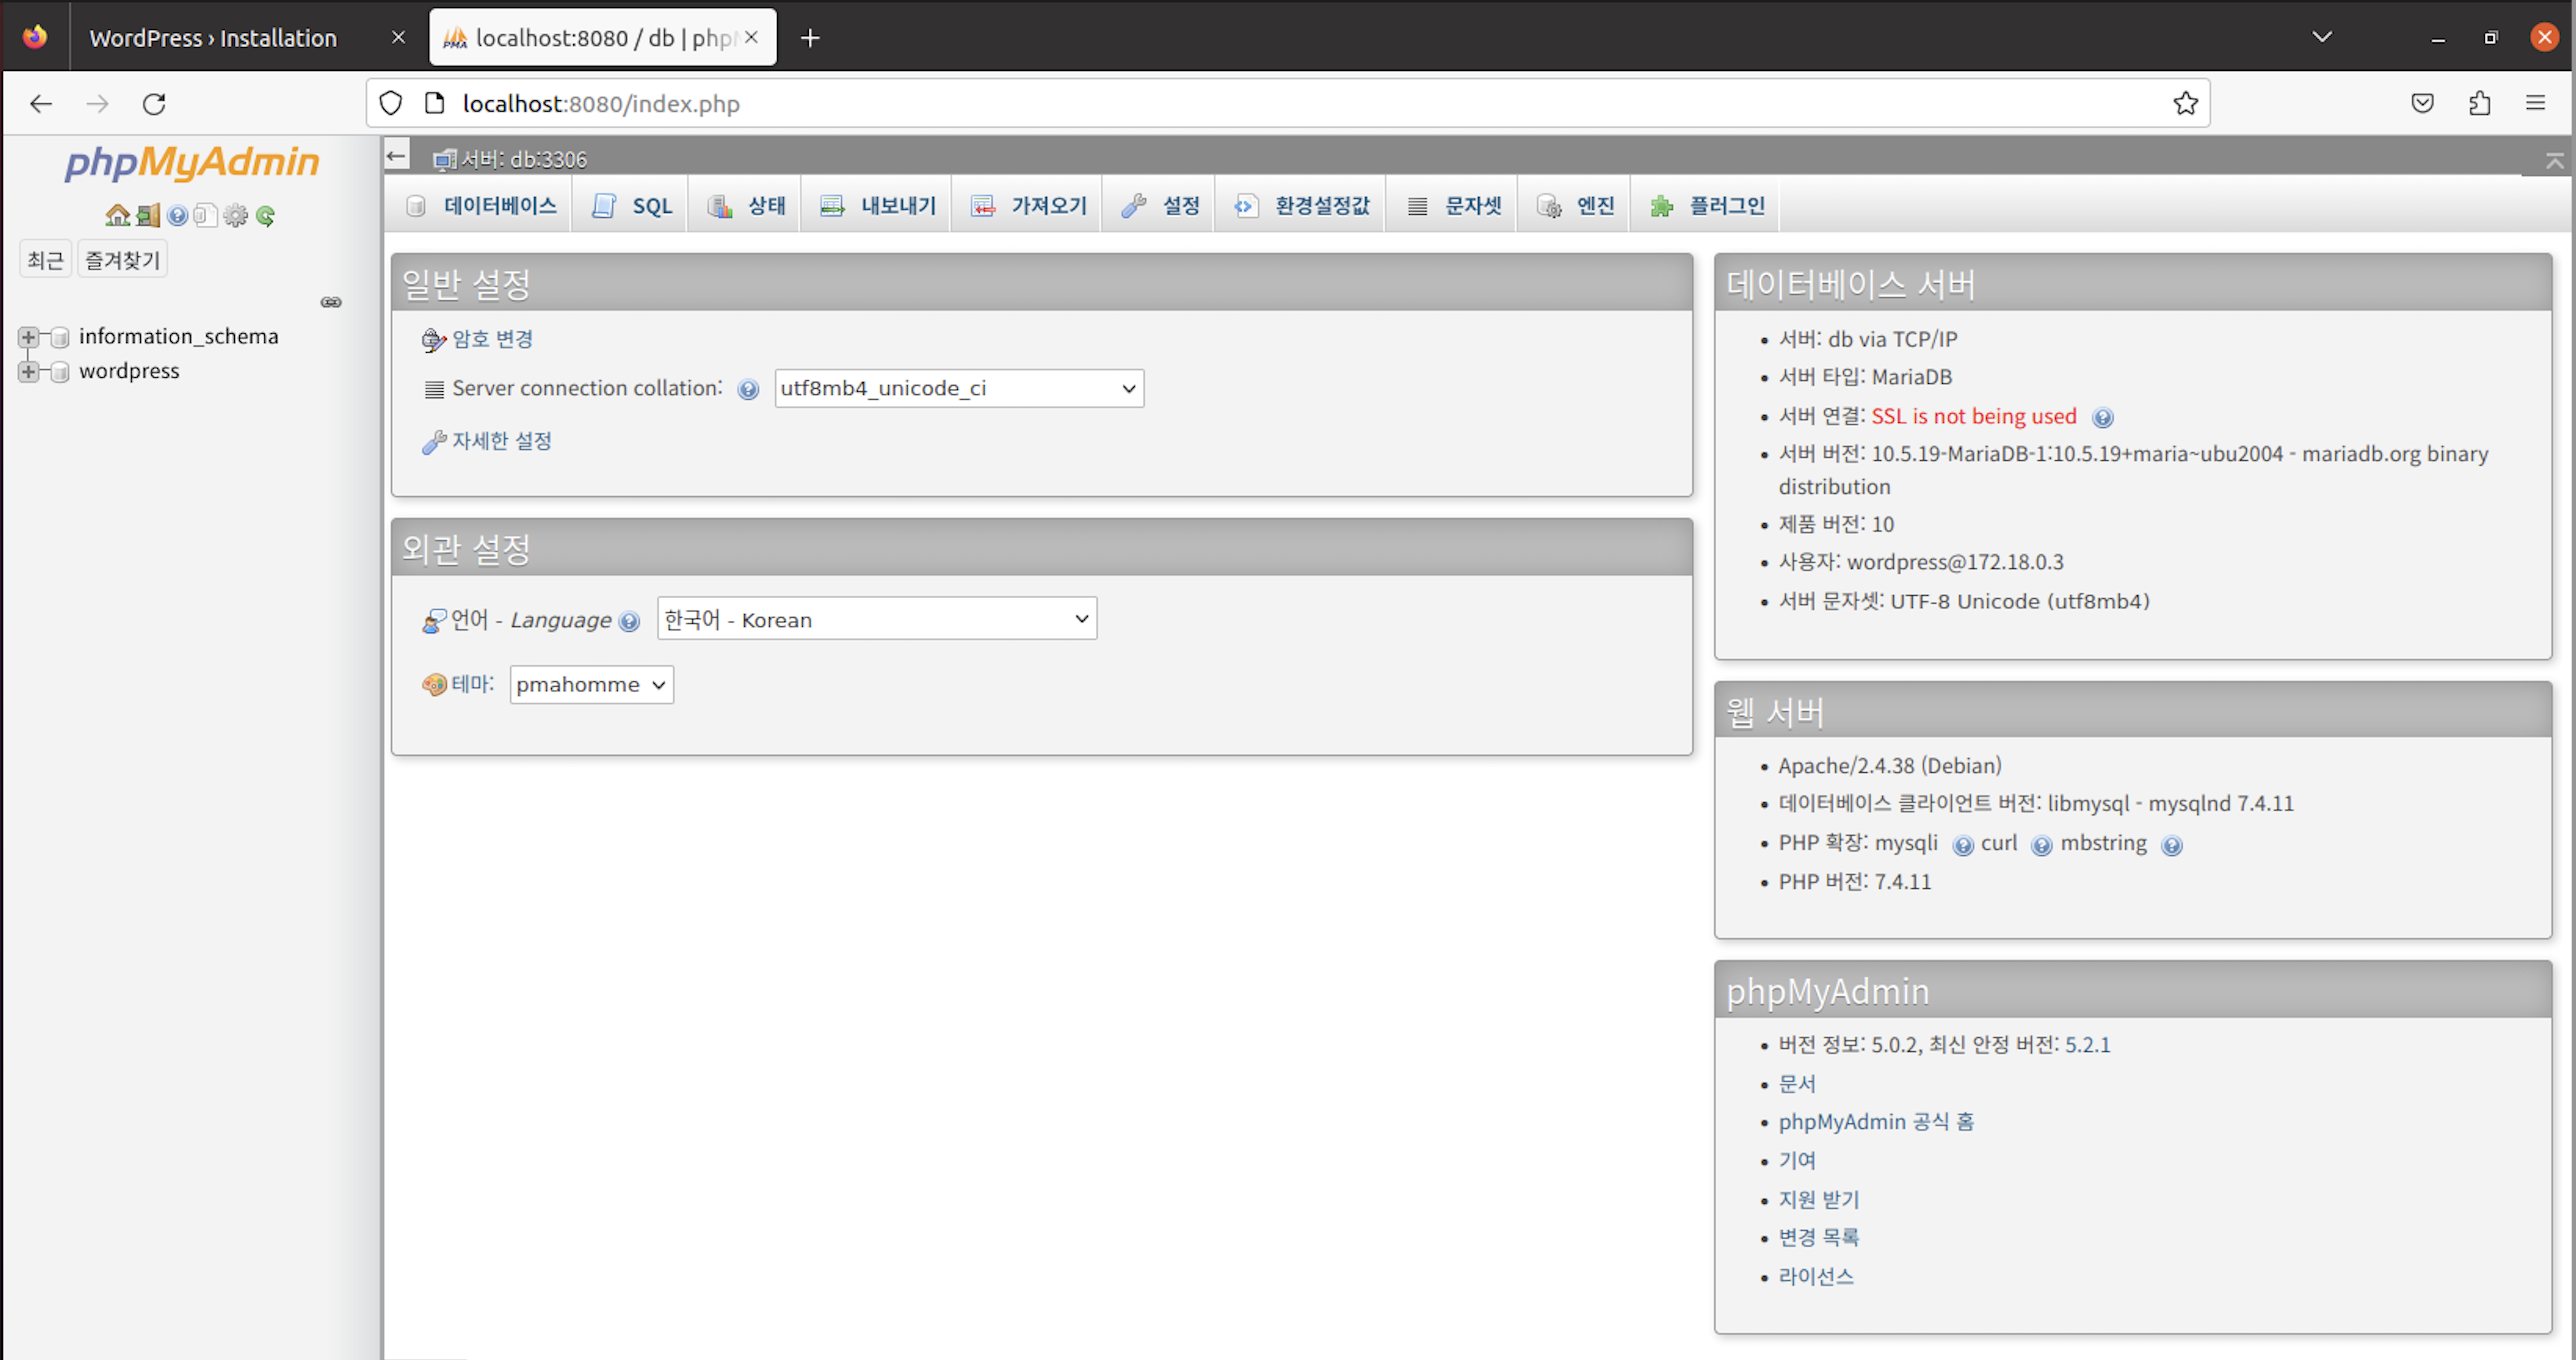 WordPress › Installation
localhost:8080 / db | php
localhost:8080/index.php
phpMyAdmin
최근 즐겨찾기
information_schema
wordpress
서버: db:3306
데이터베이스 SQL 상태 내보내기 가져오기 설정 환경설정값 문자셋 엔진 플러그인
일반 설정
암호 변경
Server connection collation: utf8mb4_unicode_ci
자세한 설정
외관 설정
언어 - Language 한국어 - Korean
테마: pmahomme
데이터베이스 서버
서버: db via TCP/IP
서버 타입: MariaDB
서버 연결: SSL is not being used
서버 버전: 10.5.19-MariaDB-1:10.5.19+maria~ubu2004 - mariadb.org binary
distribution
제품 버전: 10
사용자: wordpress@172.18.0.3
서버 문자셋: UTF-8 Unicode (utf8mb4)
웹 서버
Apache/2.4.38 (Debian)
데이터베이스 클라이언트 버전: libmysql - mysqlnd 7.4.11
PHP 확장: mysqli curl mbstring
PHP 버전: 7.4.11
phpMyAdmin
버전 정보: 5.0.2, 최신 안정 버전: 5.2.1
문서
phpMyAdmin 공식 홈
기여
지원 받기
변경 목록
라이선스